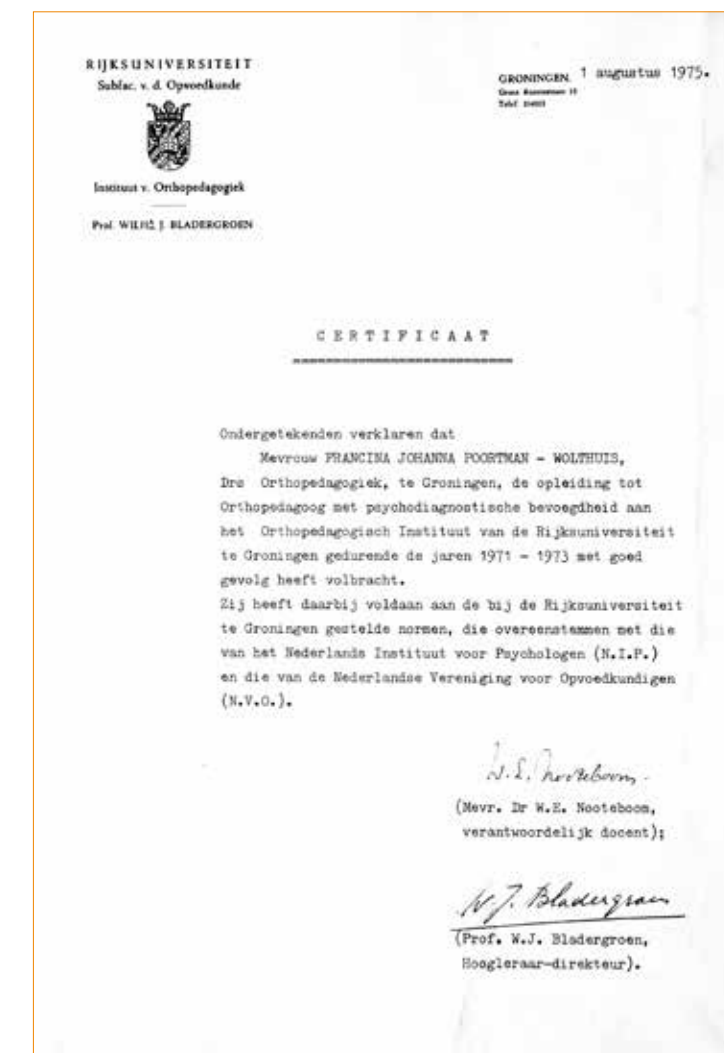 RIJKSUNIVERSITEIT
Subfac. v. d. Opvoedkunde
Instituut v. Orthopedagogiek
Prof. J. BLADERGROEN
GRONINGEN, 1 augustus 1975.
CERTIFICAAT
Ondergetekenden verklaren dat
Mevrouw FRANCINA JOHANNA POORTMAN - WOLTHUIS,
Drs Orthopedagogiek, te Groningen, de opleiding tot
Orthopedagoog met psychodiagnostische bevoegdheid aan
het Orthopedagogisch Instituut van de Rijksuniversiteit
te Groningen gedurende de jaren 1971 - 1973 met goed
gevolg heeft volbracht.
Zij heeft daarbij voldaan aan de bij de Rijksuniversiteit
te Groningen gestelde normen, die overeenstemmen met die
van het Nederlands Instituut voor Psychologen (N.I.P.)
en die van de Nederlandse Vereniging voor Opvoedkundigen
(N.V.O.).
W.E. Nooteboom
(Mevr. Dr W.E. Nooteboom,
verantwoordelijk docent);
W.J. Bladergroen
(Prof. W.J. Bladergroen,
Hoogleraar-direkteur).